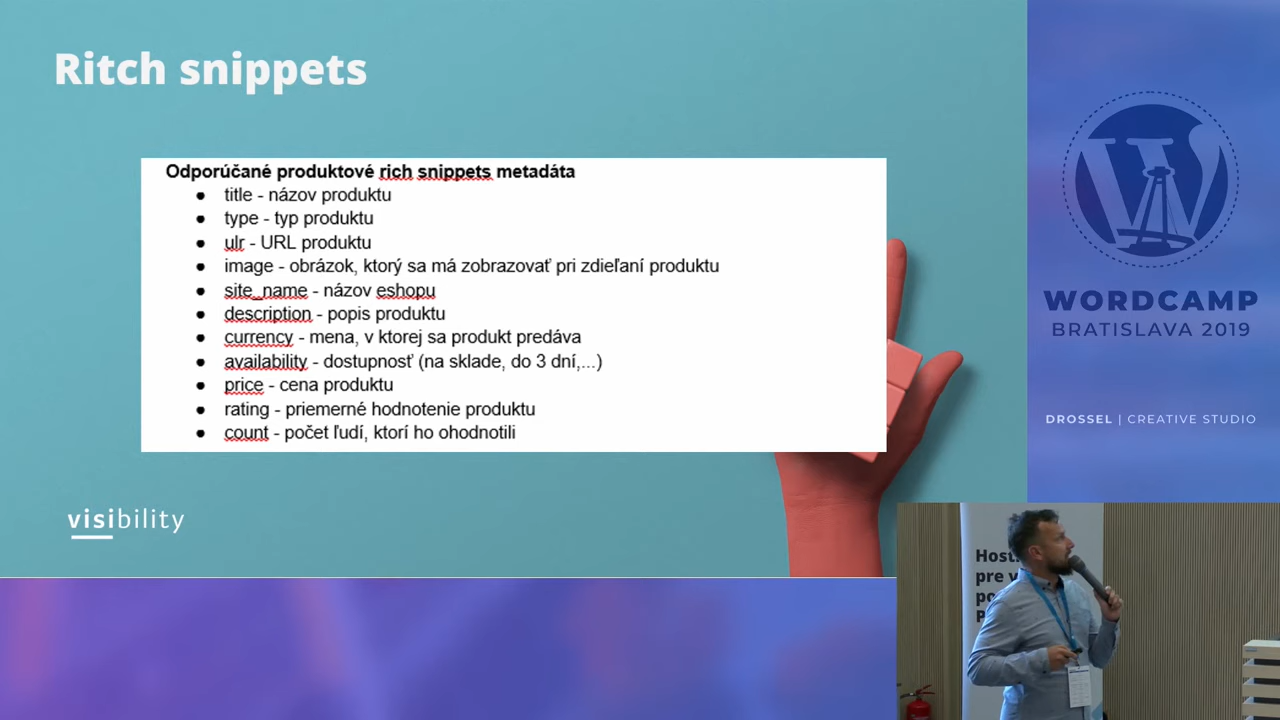 Ritch snippets
Odporúčané produktové rich snippets metadáta
● title - názov produktu
● type - typ produktu
● ulr - URL produktu
● image - obrázok, ktorý sa má zobrazovať pri zdieľaní produktu
● site_name - názov eshopu
● description - popis produktu
● currency - mena, v ktorej sa produkt predáva
● availability - dostupnosť (na sklade, do 3 dní,...)
● price - cena produktu
● rating - priemerné hodnotenie produktu
● count - počet ľudí, ktorí ho ohodnotili
visibility
WORDCAMP
BRATISLAVA 2019
DROSSEL | CREATIVE STUDIO
pre